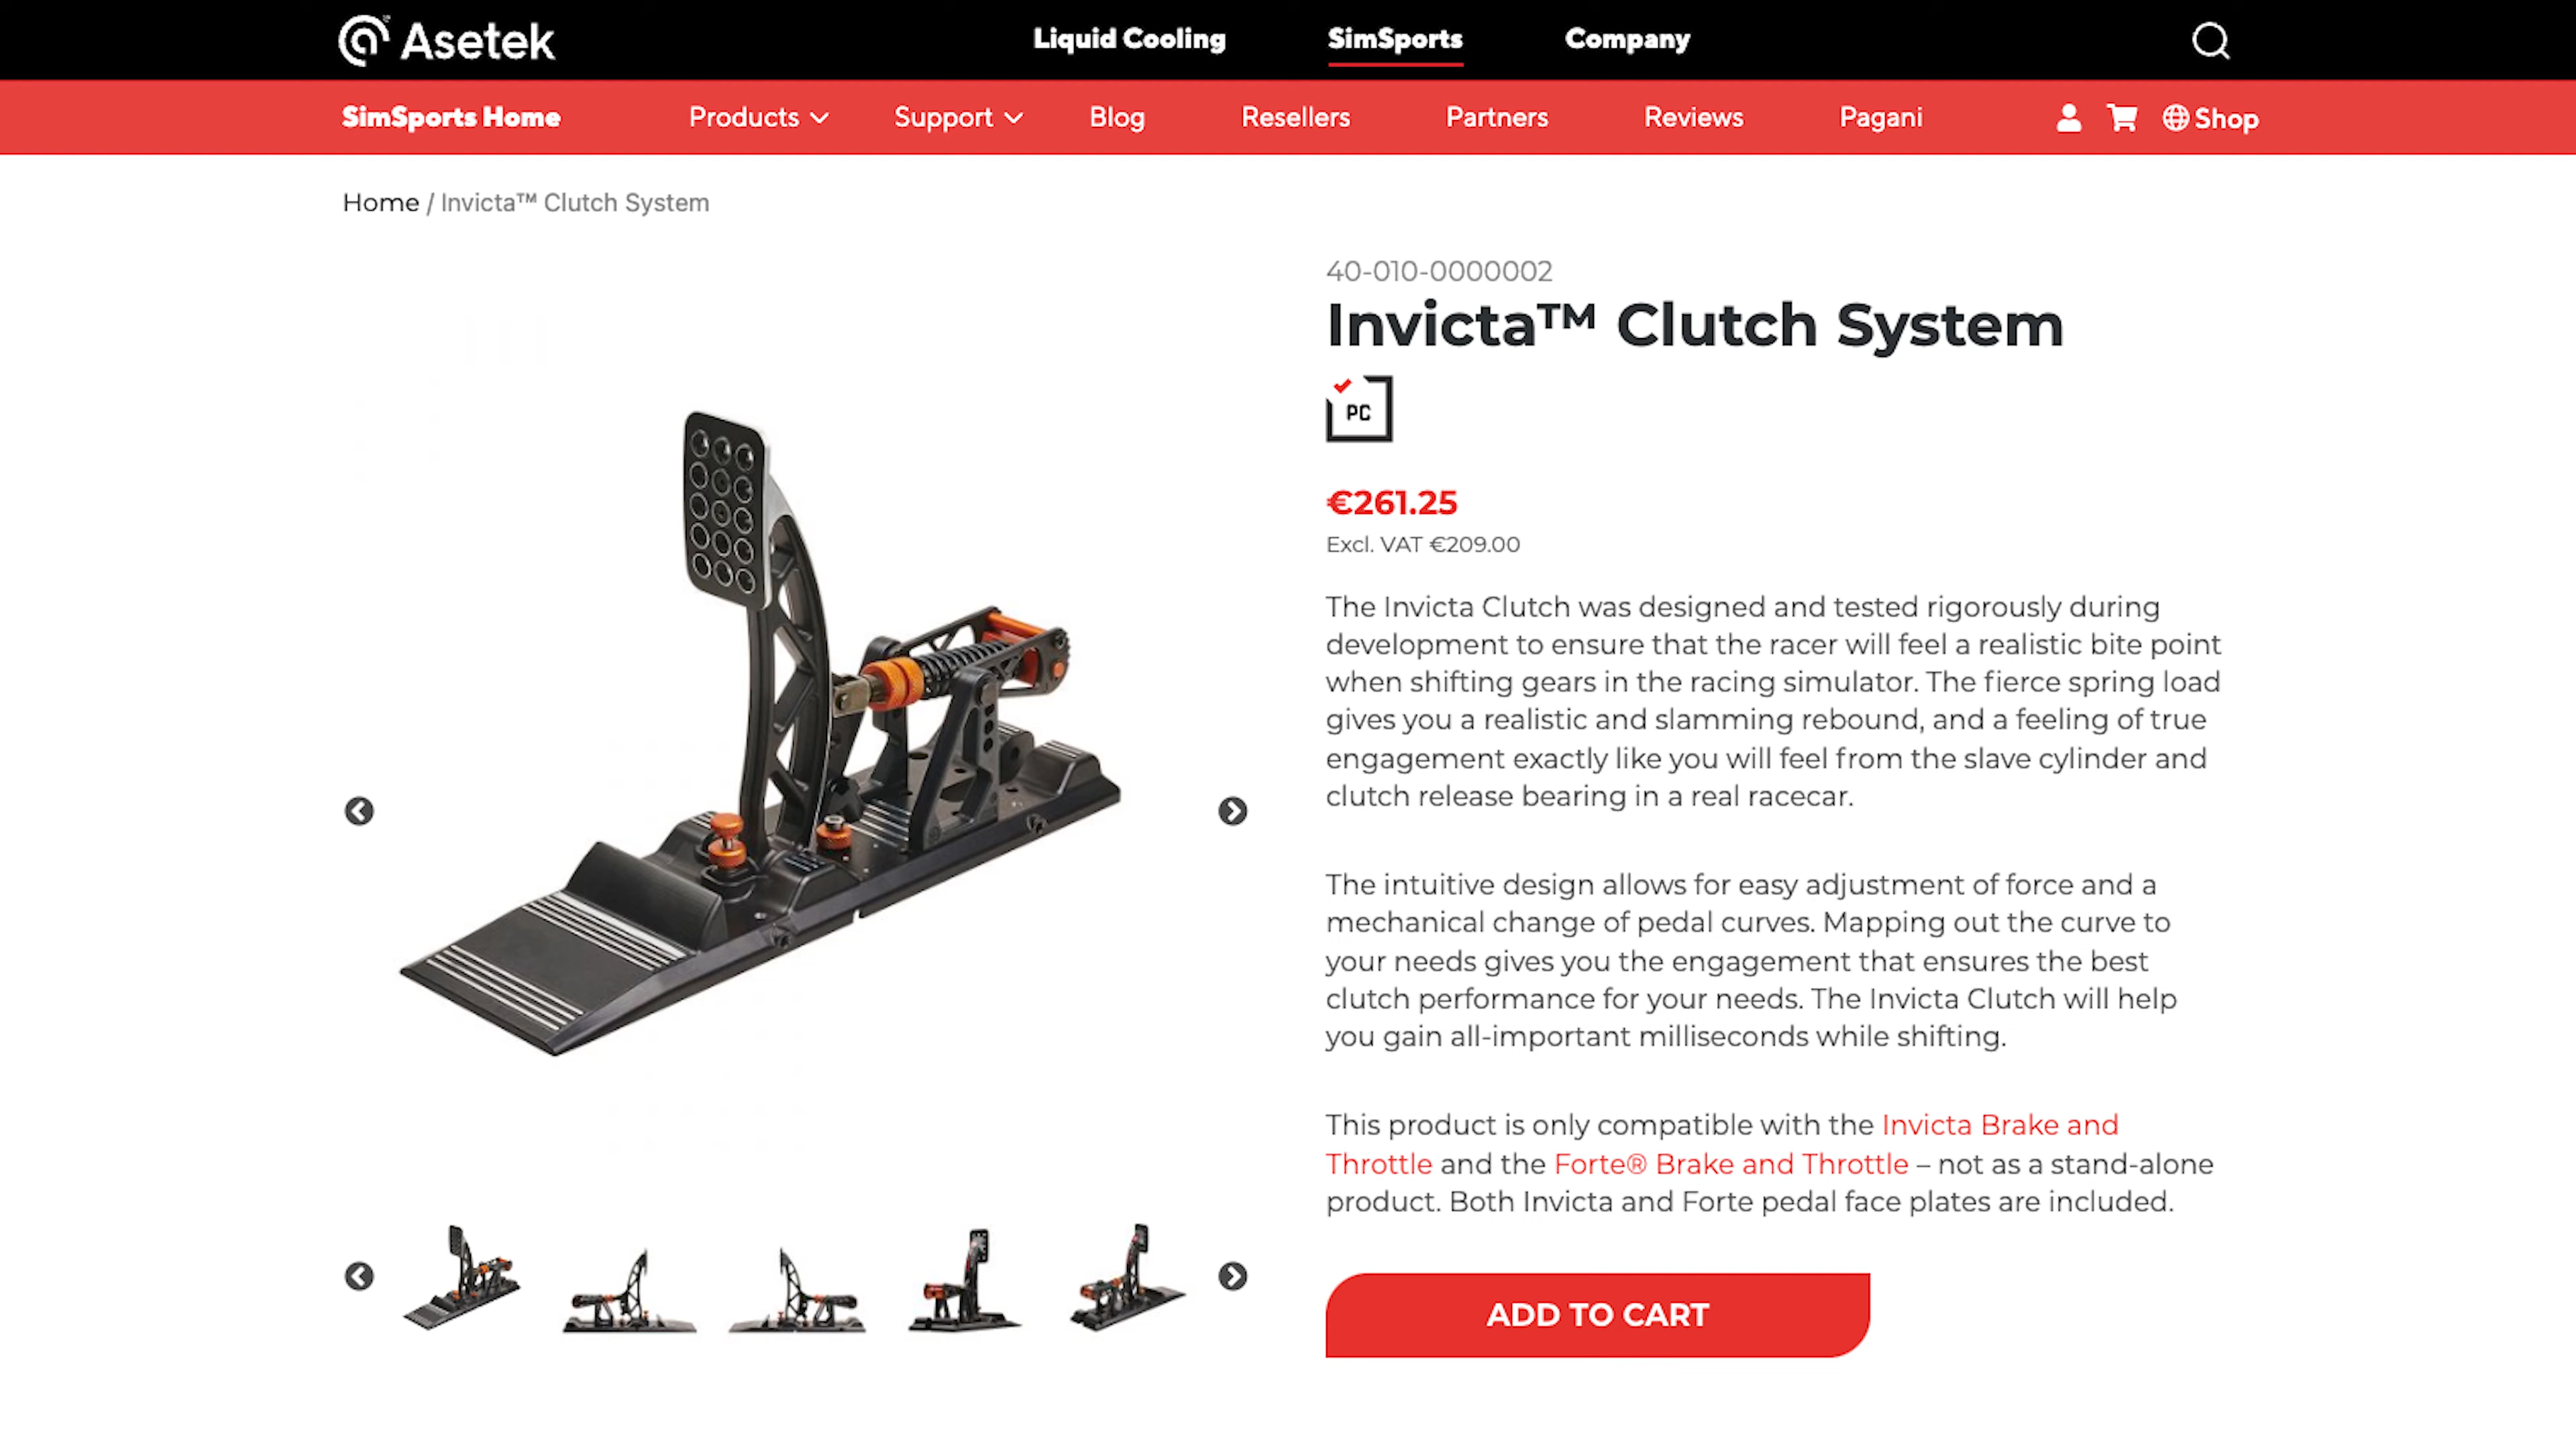 Asetek
Liquid Cooling
SimSports
Company
SimSports Home
Products
Support
Blog
Resellers
Partners
Reviews
Pagani
Shop
Home / Invicta™ Clutch System
40-010-0000002
Invicta™ Clutch System
PC
€261.25
Excl. VAT €209.00
The Invicta Clutch was designed and tested rigorously during
development to ensure that the racer will feel a realistic bite point
when shifting gears in the racing simulator. The fierce spring load
gives you a realistic and slamming rebound, and a feeling of true
engagement exactly like you will feel from the slave cylinder and
clutch release bearing in a real racecar.
The intuitive design allows for easy adjustment of force and a
mechanical change of pedal curves. Mapping out the curve to
your needs gives you the engagement that ensures the best
clutch performance for your needs. The Invicta Clutch will help
you gain all-important milliseconds while shifting.
This product is only compatible with the Invicta Brake and
Throttle and the Forte® Brake and Throttle – not as a stand-alone
product. Both Invicta and Forte pedal face plates are included.
ADD TO CART